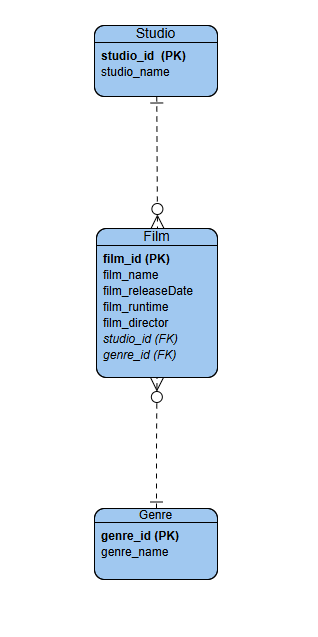 Studio
studio_id (PK)
studio_name
Film
film_id (PK)
film_name
film_releaseDate
film_runtime
film_director
studio_id (FK)
genre_id (FK)
Genre
genre_id (PK)
genre_name